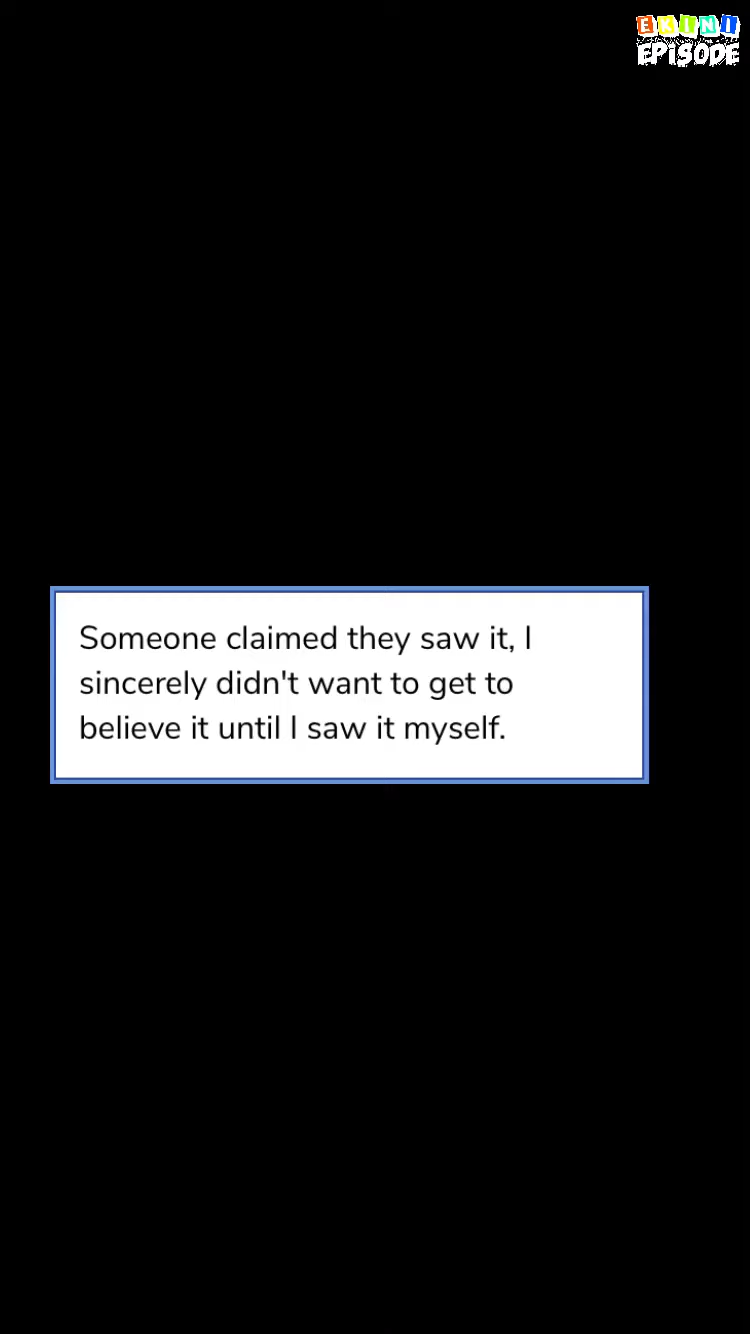 EKINI
EPISODE
Someone claimed they saw it, I
sincerely didn't want to get to
believe it until I saw it myself.